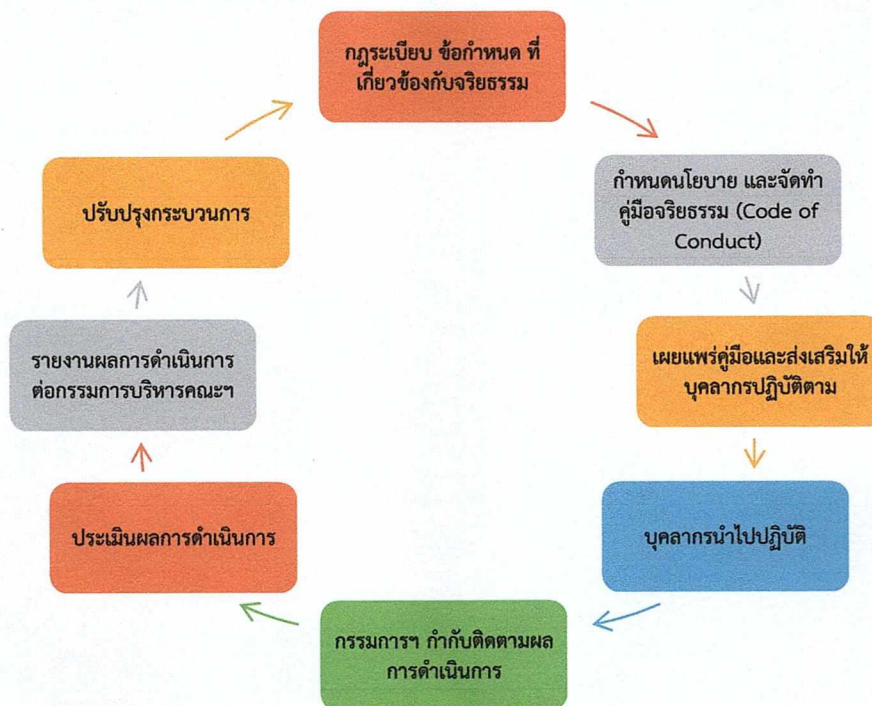 กฎระเบียบ ข้อกำหนด ที่
เกี่ยวข้องกับจริยธรรม
กำหนดนโยบาย และจัดทำ
คู่มือจริยธรรม (Code of
Conduct)
เผยแพร่คู่มือและส่งเสริมให้
บุคลากรปฏิบัติตาม
บุคลากรนำไปปฏิบัติ
กรรมการฯ กำกับติดตามผล
การดำเนินการ
ประเมินผลการดำเนินการ
รายงานผลการดำเนินการ
ต่อกรรมการบริหารคณะฯ
ปรับปรุงกระบวนการ